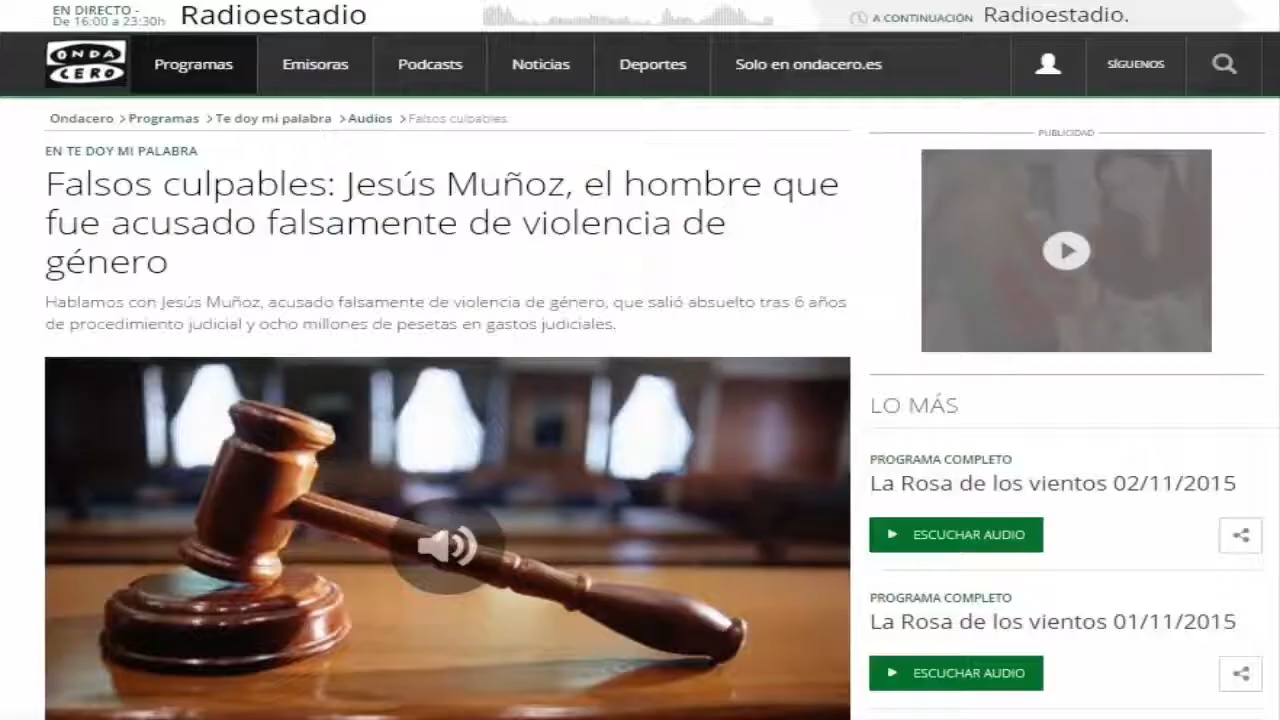 EN DIRECTO -
De 16:00 a 23:30h
Radioestadio
A CONTINUACIÓN Radioestadio.
ONDA
CERO
Programas
Emisoras
Podcasts
Noticias
Deportes
Solo en ondacero.es
SÍGUENOS
Ondacero > Programas > Te doy mi palabra > Audios > Falsos culpables
EN TE DOY MI PALABRA
Falsos culpables: Jesús Muñoz, el hombre que
fue acusado falsamente de violencia de
género
Hablamos con Jesús Muñoz, acusado falsamente de violencia de género, que salió absuelto tras 6 años
de procedimiento judicial y ocho millones de pesetas en gastos judiciales.
PUBLICIDAD
LO MÁS
PROGRAMA COMPLETO
La Rosa de los vientos 02/11/2015
ESCUCHAR AUDIO
PROGRAMA COMPLETO
La Rosa de los vientos 01/11/2015
ESCUCHAR AUDIO